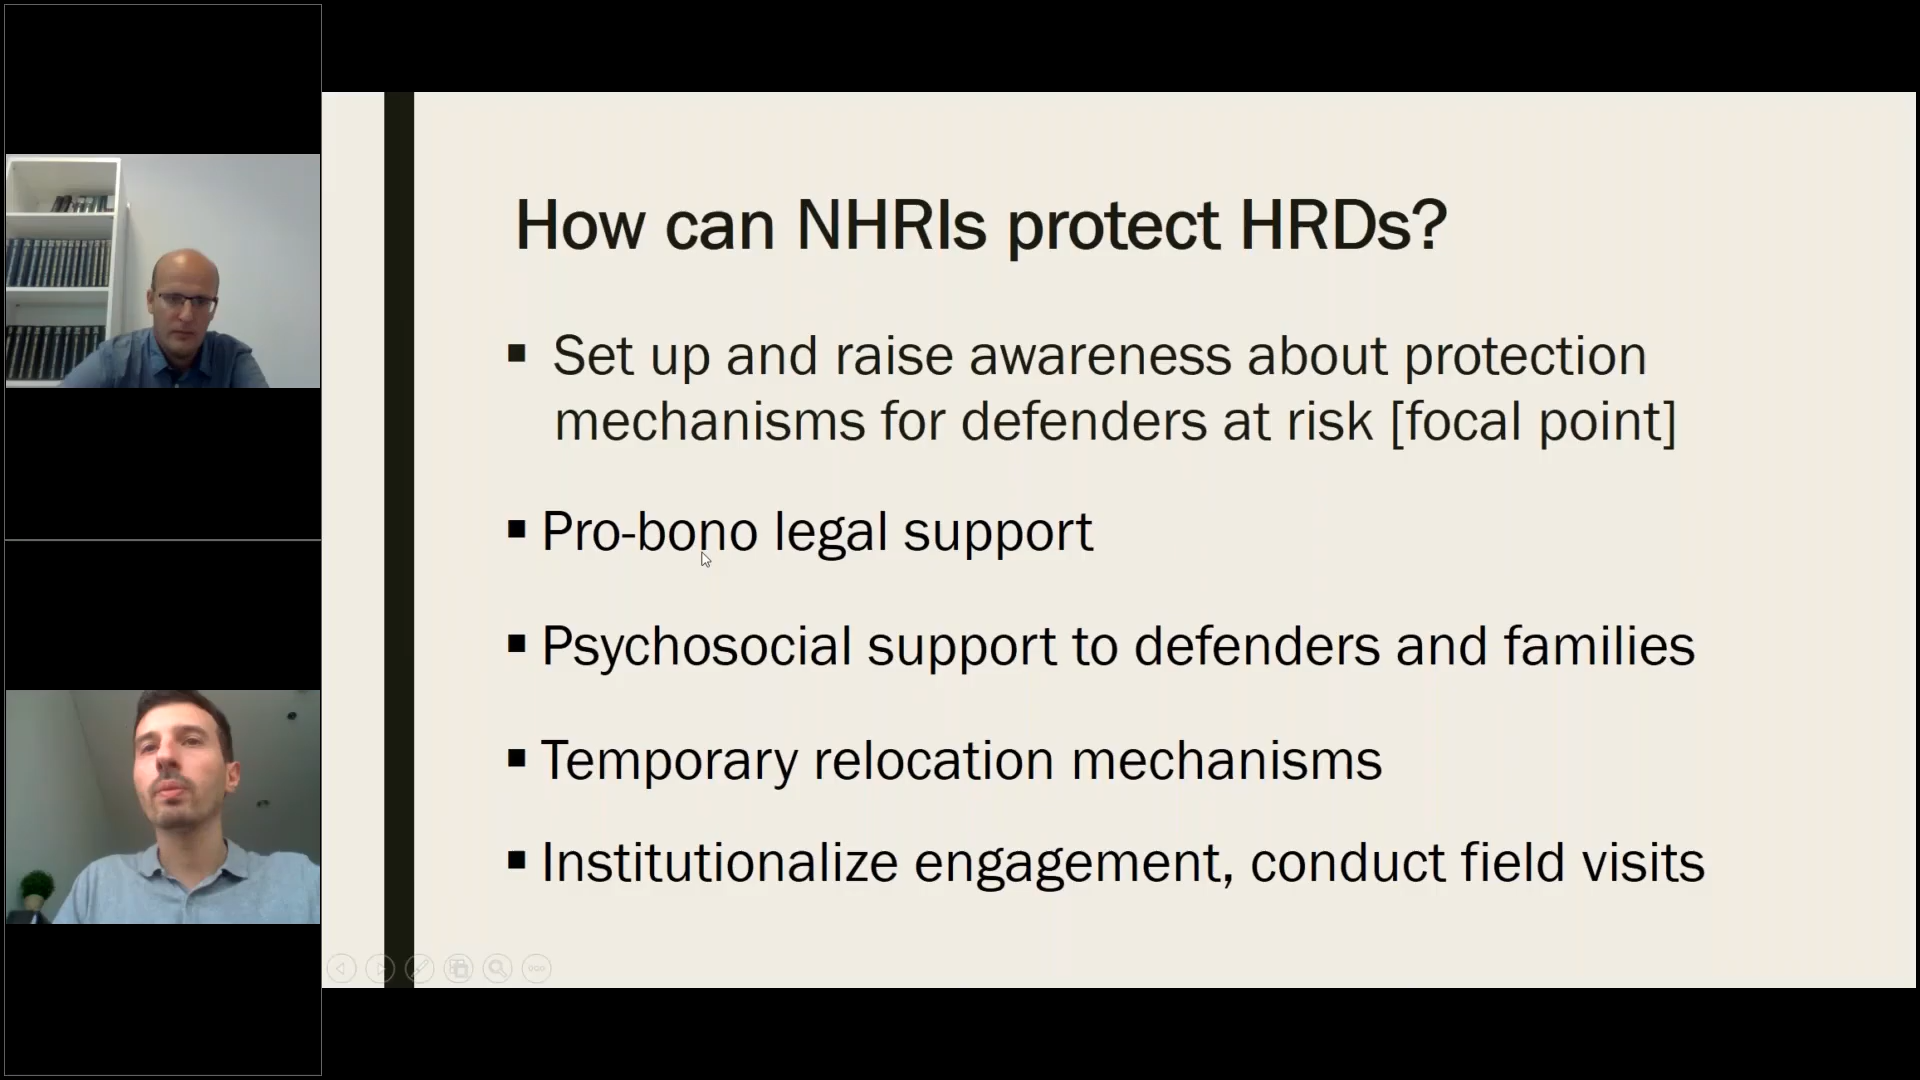 How can NHRIs protect HRDs?
▪ Set up and raise awareness about protection
mechanisms for defenders at risk [focal point]
▪ Pro-bono legal support
▪ Psychosocial support to defenders and families
▪ Temporary relocation mechanisms
▪ Institutionalize engagement, conduct field visits